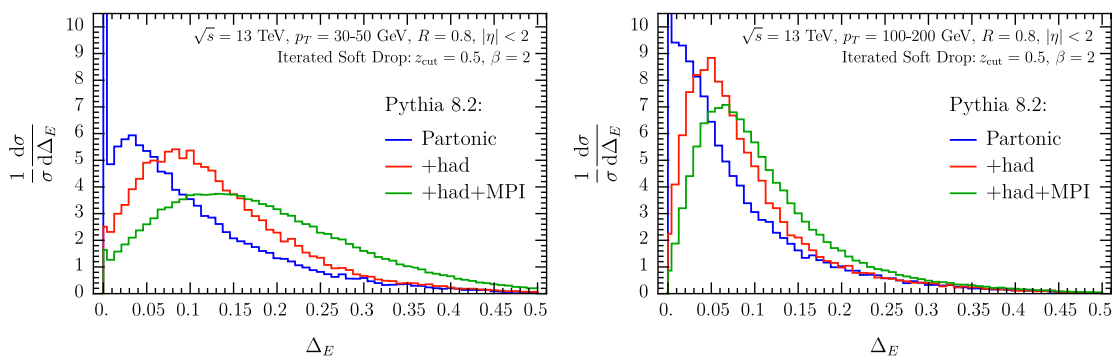 √s = 13 TeV, p_T = 30-50 GeV, R = 0.8, |η| < 2
Iterated Soft Drop: z_cut = 0.5, β = 2
Pythia 8.2:
Partonic
+had
+had+MPI
1/σ dσ/dΔ_E
10
9
8
7
6
5
4
3
2
1
0
0. 0.05 0.1 0.15 0.2 0.25 0.3 0.35 0.4 0.45 0.5
Δ_E
√s = 13 TeV, p_T = 100-200 GeV, R = 0.8, |η| < 2
Iterated Soft Drop: z_cut = 0.5, β = 2
Pythia 8.2:
Partonic
+had
+had+MPI
1/σ dσ/dΔ_E
10
9
8
7
6
5
4
3
2
1
0
0. 0.05 0.1 0.15 0.2 0.25 0.3 0.35 0.4 0.45 0.5
Δ_E